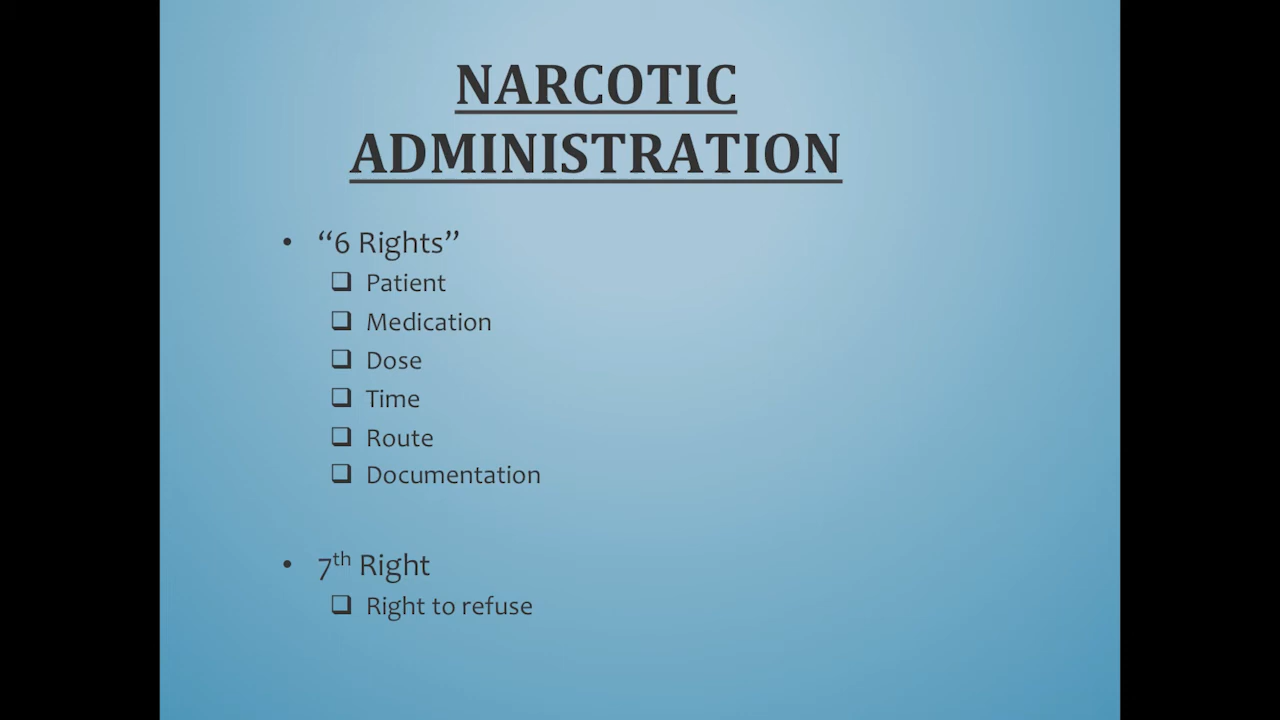 NARCOTIC
ADMINISTRATION
• “6 Rights”
❑ Patient
❑ Medication
❑ Dose
❑ Time
❑ Route
❑ Documentation
• 7th Right
❑ Right to refuse